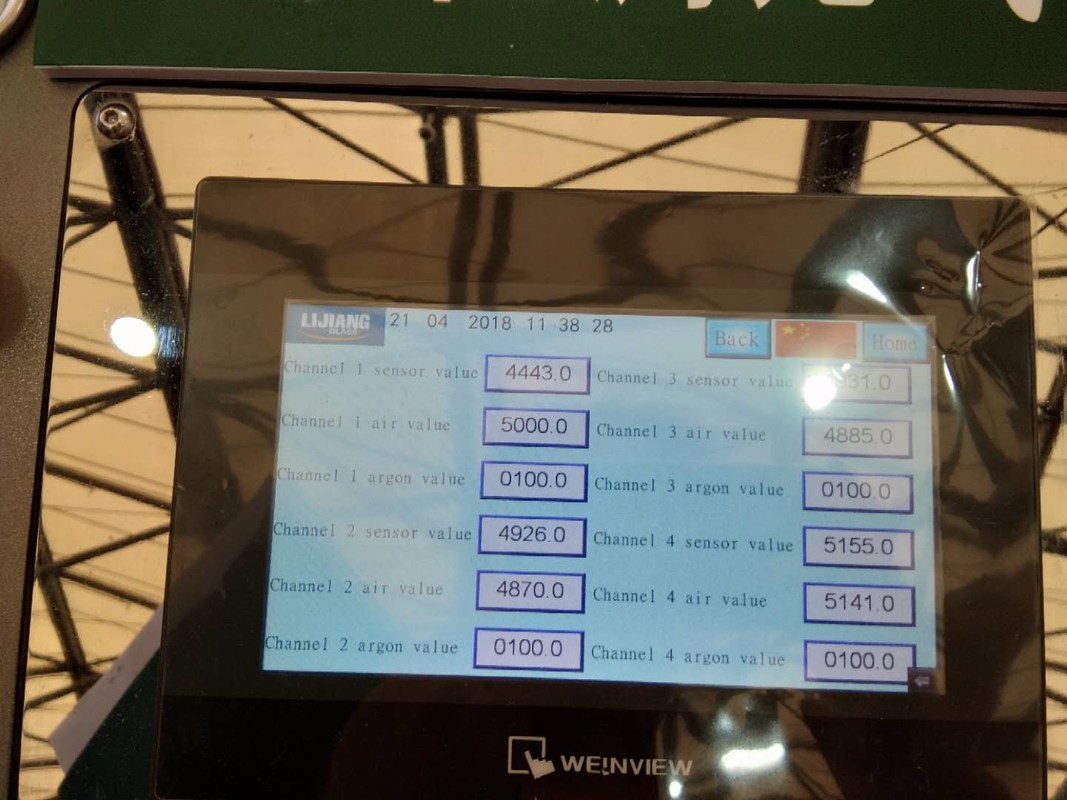 LIJIANG
GLASS
21 04 2018 11 38 28
Back
Home
Channel 1 sensor value 4443.0 Channel 3 sensor value
Channel 1 air value 5000.0 Channel 3 air value 4885.0
Channel 1 argon value 0100.0 Channel 3 argon value 0100.0
Channel 2 sensor value 4926.0 Channel 4 sensor value 5155.0
Channel 2 air value 4870.0 Channel 4 air value 5141.0
Channel 2 argon value 0100.0 Channel 4 argon value 0100.0
WEINVIEW